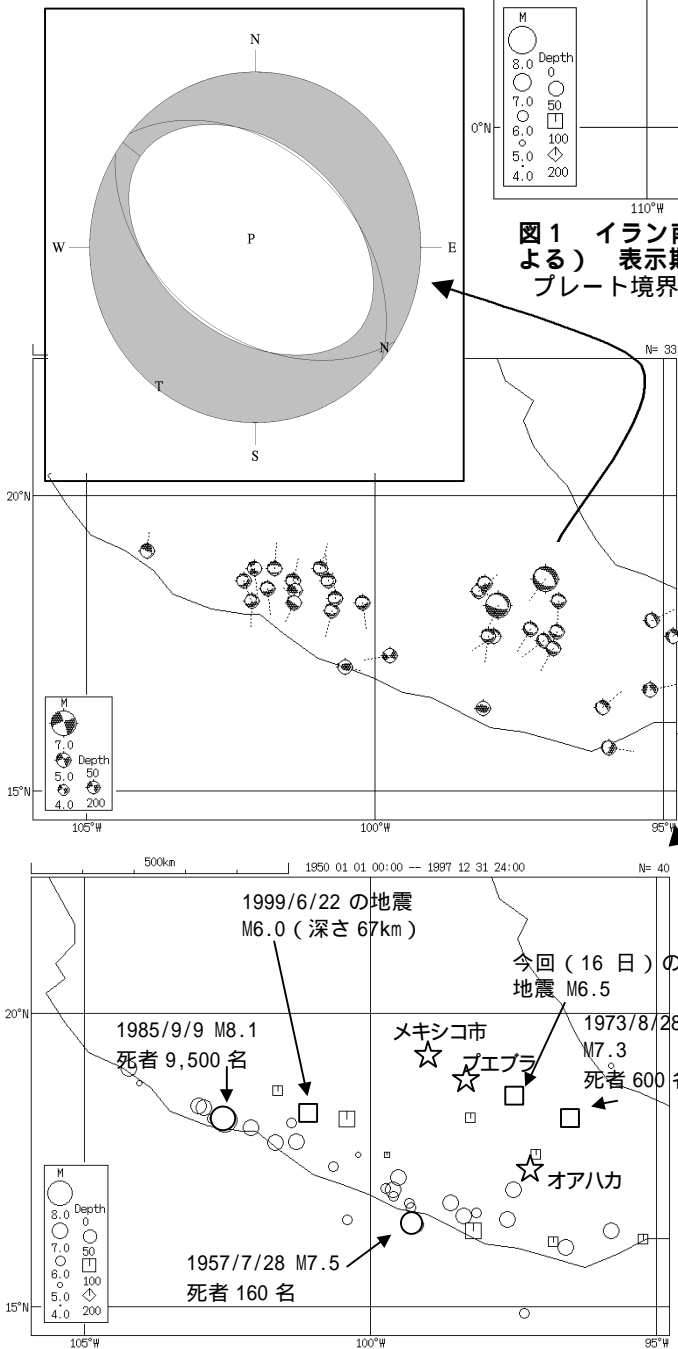 N
W
P
E
N
T
S
M
8.0
7.0
6.0
5.0
4.0
Depth
0
50
100
200
0°N
110°W
図1 イラン
よる) 表示
プレート境界
N= 33
20°N
15°N
105°W
100°W
95°W
M
7.0
5.0
4.0
Depth
50
200
500km
1950 01 01 00:00 -- 1997 12 31 24:00
N= 40
1999/6/22 の地震
M6.0(深さ 67km)
今回(16 日)の
地震 M6.5
1985/9/9 M8.1
死者 9,500 名
メキシコ市
プエブラ
1973/8/28
M7.3
死者 600
オアハカ
1957/7/28 M7.5
死者 160 名
20°N
15°N
105°W
100°W
95°W
M
8.0
7.0
6.0
5.0
4.0
Depth
0
50
100
200